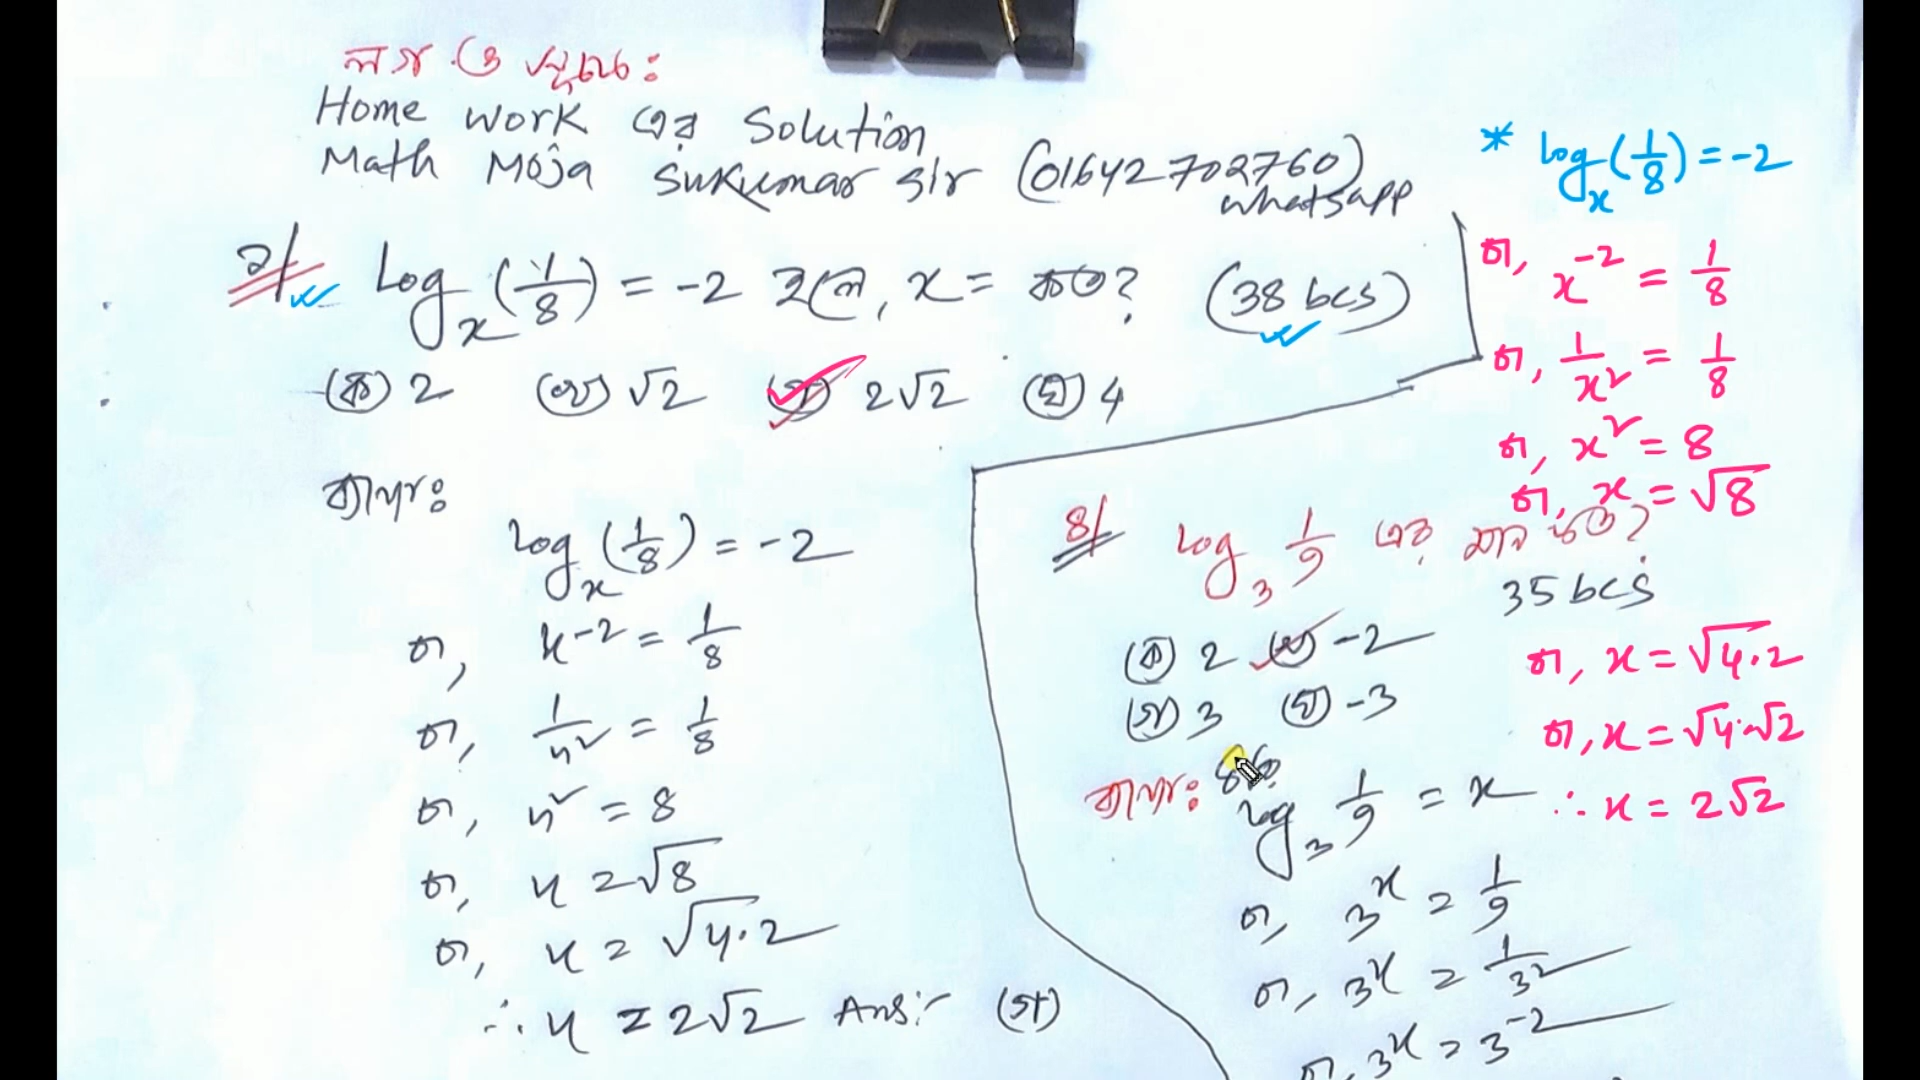 লগ ও সূচক:
Home Work এর Solution
Math Moja Sukumar sir (01642702760)
whatsapp
২/ log_x(1/8) = -2 হলে, x = কত? (38 bcs)
(ক) 2 (খ) √2 (গ) 2√2 (ঘ) 4
ব্যাখ্যাঃ
log_x(1/8) = -2
বা, x^-2 = 1/8
বা, 1/x² = 1/8
বা, x² = 8
বা, x = √8
বা, x = √4.2
∴ x = 2√2 Ans:- (গ)
* log_x(1/8) = -2
বা, x^-2 = 1/8
বা, 1/x² = 1/8
বা, x² = 8
বা, x = √8
বা, x = √4.2
বা, x = √4.√2
∴ x = 2√2
৪/ log_3 1/9 এর মান কত?
35 bcs
(ক) 2 (খ) -2
(গ) 3 (ঘ) -3
ব্যাখ্যা:
log_3 1/9 = x
বা, 3^x = 1/9
বা, 3^x = 1/3²
বা, 3^x = 3^-2